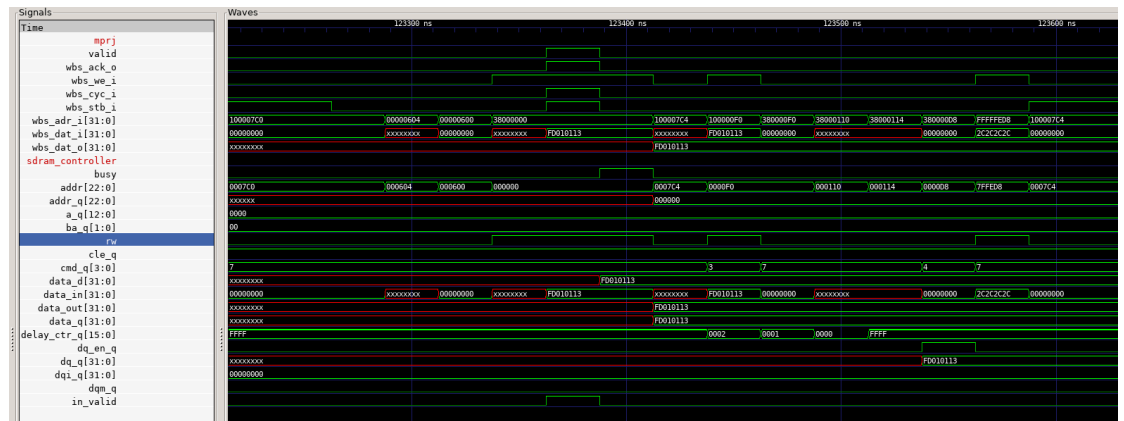 Signals
Waves
Time
123300 ns 123400 ns 123500 ns 123600 ns
mprj
valid
wbs_ack_o
wbs_we_i
wbs_cyc_i
wbs_stb_i
wbs_adr_i[31:0] 100007C0 00000604 00000600 38000000 100007C4 100000F0 380000F0 38000110 38000114 380000D8 FFFFFED8 100007C4
wbs_dat_i[31:0] 00000000 xxxxxxxx 00000000 xxxxxxxx FD010113 xxxxxxxx FD010113 00000000 xxxxxxxx 00000000 2C2C2C2C 00000000
wbs_dat_o[31:0] xxxxxxxx FD010113
sdram_controller
busy
addr[22:0] 0007C0 000604 000600 000000 0007C4 0000F0 000110 000114 0000D8 7FFED8 0007C4
addr_q[22:0] xxxxxx 000000
a_q[12:0] 0000
ba_q[1:0] 00
rw
cle_q
cmd_q[3:0] 7 3 7 4 7
data_d[31:0] xxxxxxxx FD010113
data_in[31:0] 00000000 xxxxxxxx 00000000 xxxxxxxx FD010113 xxxxxxxx FD010113 00000000 xxxxxxxx 00000000 2C2C2C2C 00000000
data_out[31:0] xxxxxxxx FD010113
data_q[31:0] xxxxxxxx FD010113
delay_ctr_q[15:0] FFFF 0002 0001 0000 FFFF
dq_en_q
dq_q[31:0] xxxxxxxx FD010113
dqi_q[31:0] 00000000
dqm_q
in_valid